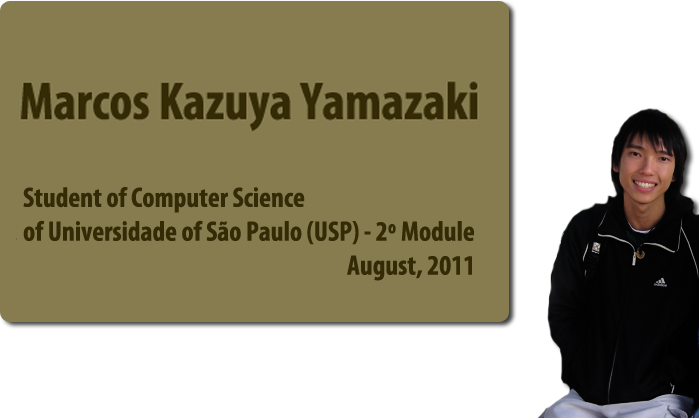 Marcos Kazuya Yamazaki
Student of Computer Science
of Universidade of São Paulo (USP) - 2º Module
August, 2011